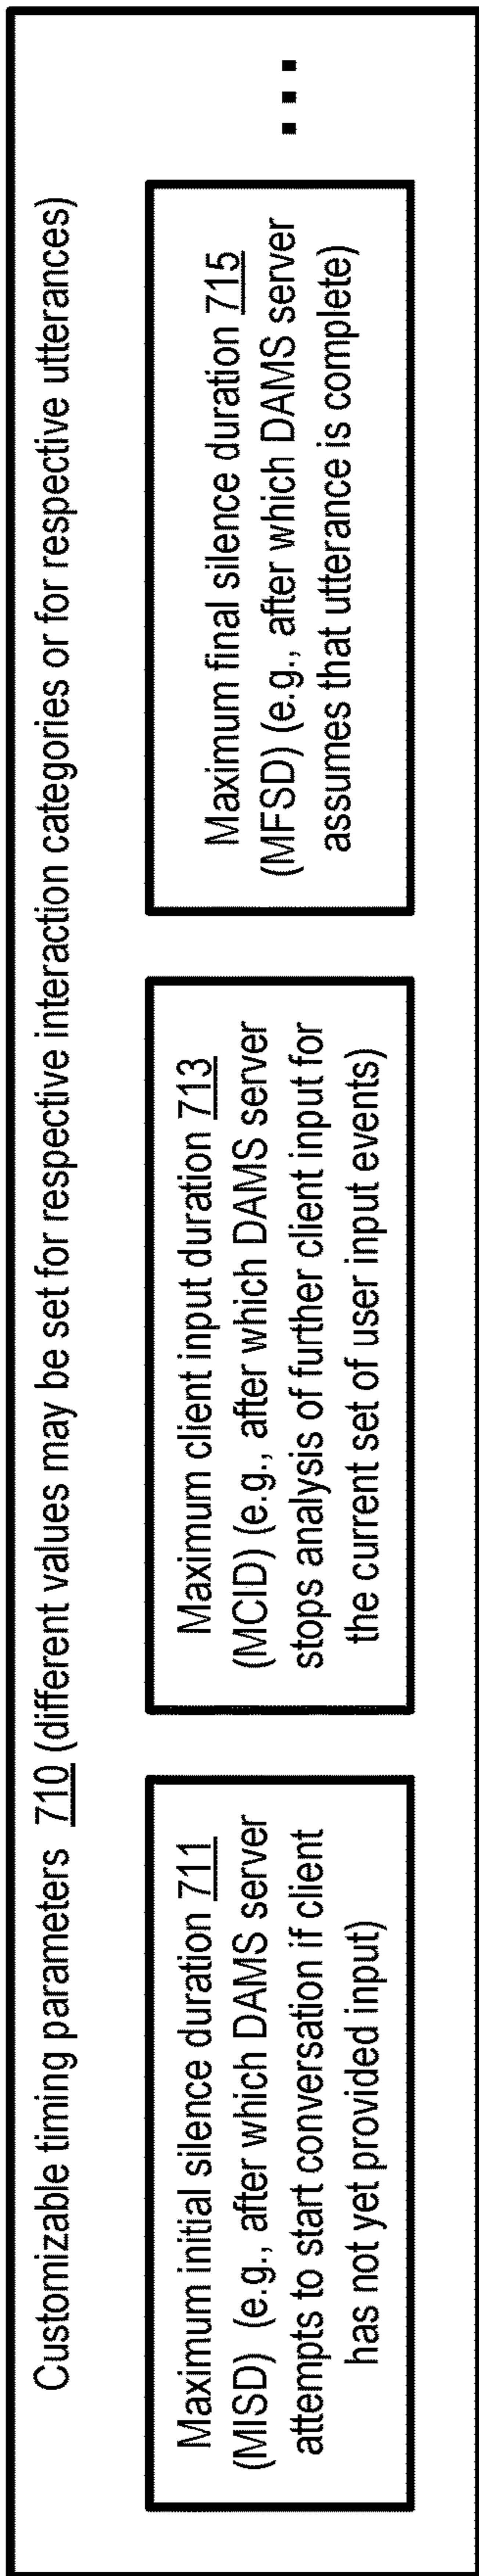 Customizable timing parameters 710 (different values may be set for respective interaction categories or for respective utterances)
Maximum initial silence duration 711
(MISD) (e.g., after which DAMS server
attempts to start conversation if client
has not yet provided input)
Maximum client input duration 713
(MCID) (e.g., after which DAMS server
stops analysis of further client input for
the current set of user input events)
Maximum final silence duration 715
(MFSD) (e.g., after which DAMS server
assumes that utterance is complete)
...